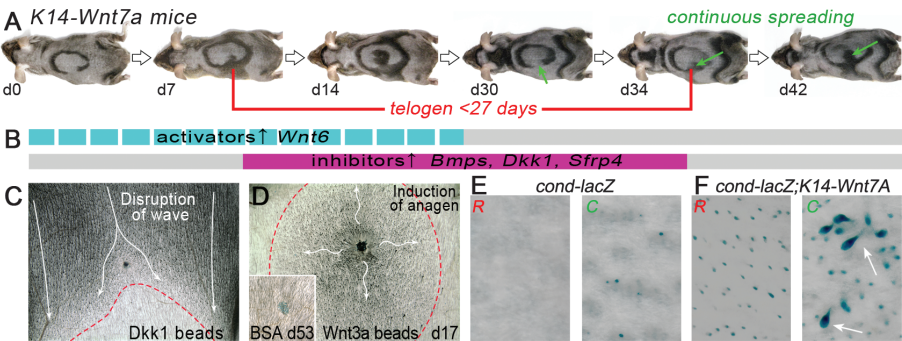 A K14-Wnt7a mice
continuous spreading
d0
d7
d14
d30
d34
d42
telogen <27 days
B
activators↑ Wnt6
inhibitors↑ Bmps, Dkk1, Sfrp4
C
Disruption
of wave
Dkk1 beads
D
Induction
of anagen
BSA d53
Wnt3a beads
d17
E
cond-lacZ
R
C
F
cond-lacZ;K14-Wnt7A
R
C